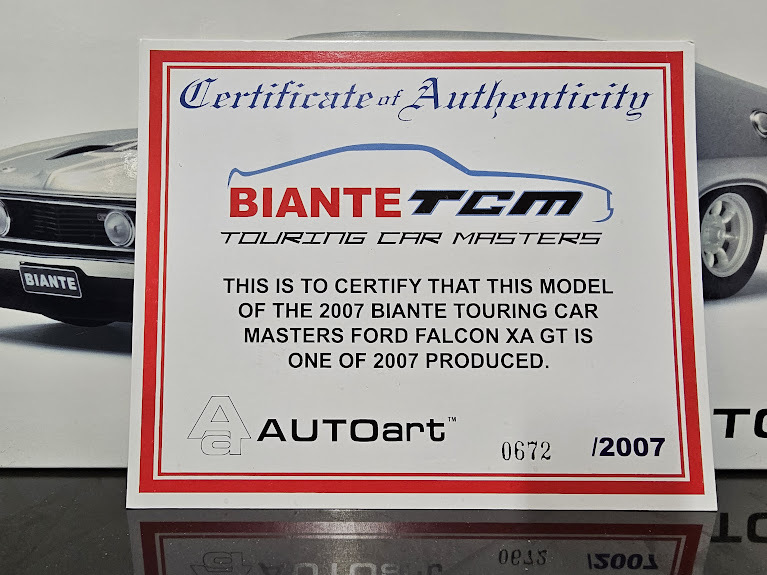 Certificate of Authenticity
BIANTE TCM
TOURING CAR MASTERS
THIS IS TO CERTIFY THAT THIS MODEL
OF THE 2007 BIANTE TOURING CAR
MASTERS FORD FALCON XA GT IS
ONE OF 2007 PRODUCED.
Aa AUTOart™
0672 /2007
BIANTE